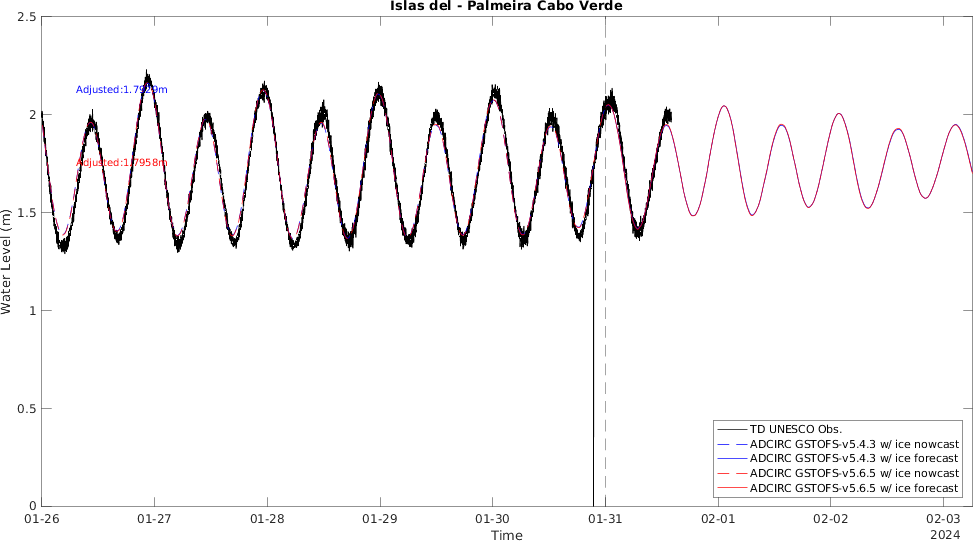 Islas del - Palmeira Cabo Verde
2.5
2
1.5
1
0.5
0
Water Level (m)
Adjusted:1.7929m
Adjusted:1.7958m
TD UNESCO Obs.
ADCIRC GSTOFS-v5.4.3 w/ ice nowcast
ADCIRC GSTOFS-v5.4.3 w/ ice forecast
ADCIRC GSTOFS-v5.6.5 w/ ice nowcast
ADCIRC GSTOFS-v5.6.5 w/ ice forecast
01-26 01-27 01-28 01-29 01-30 01-31 02-01 02-02 02-03
Time
2024